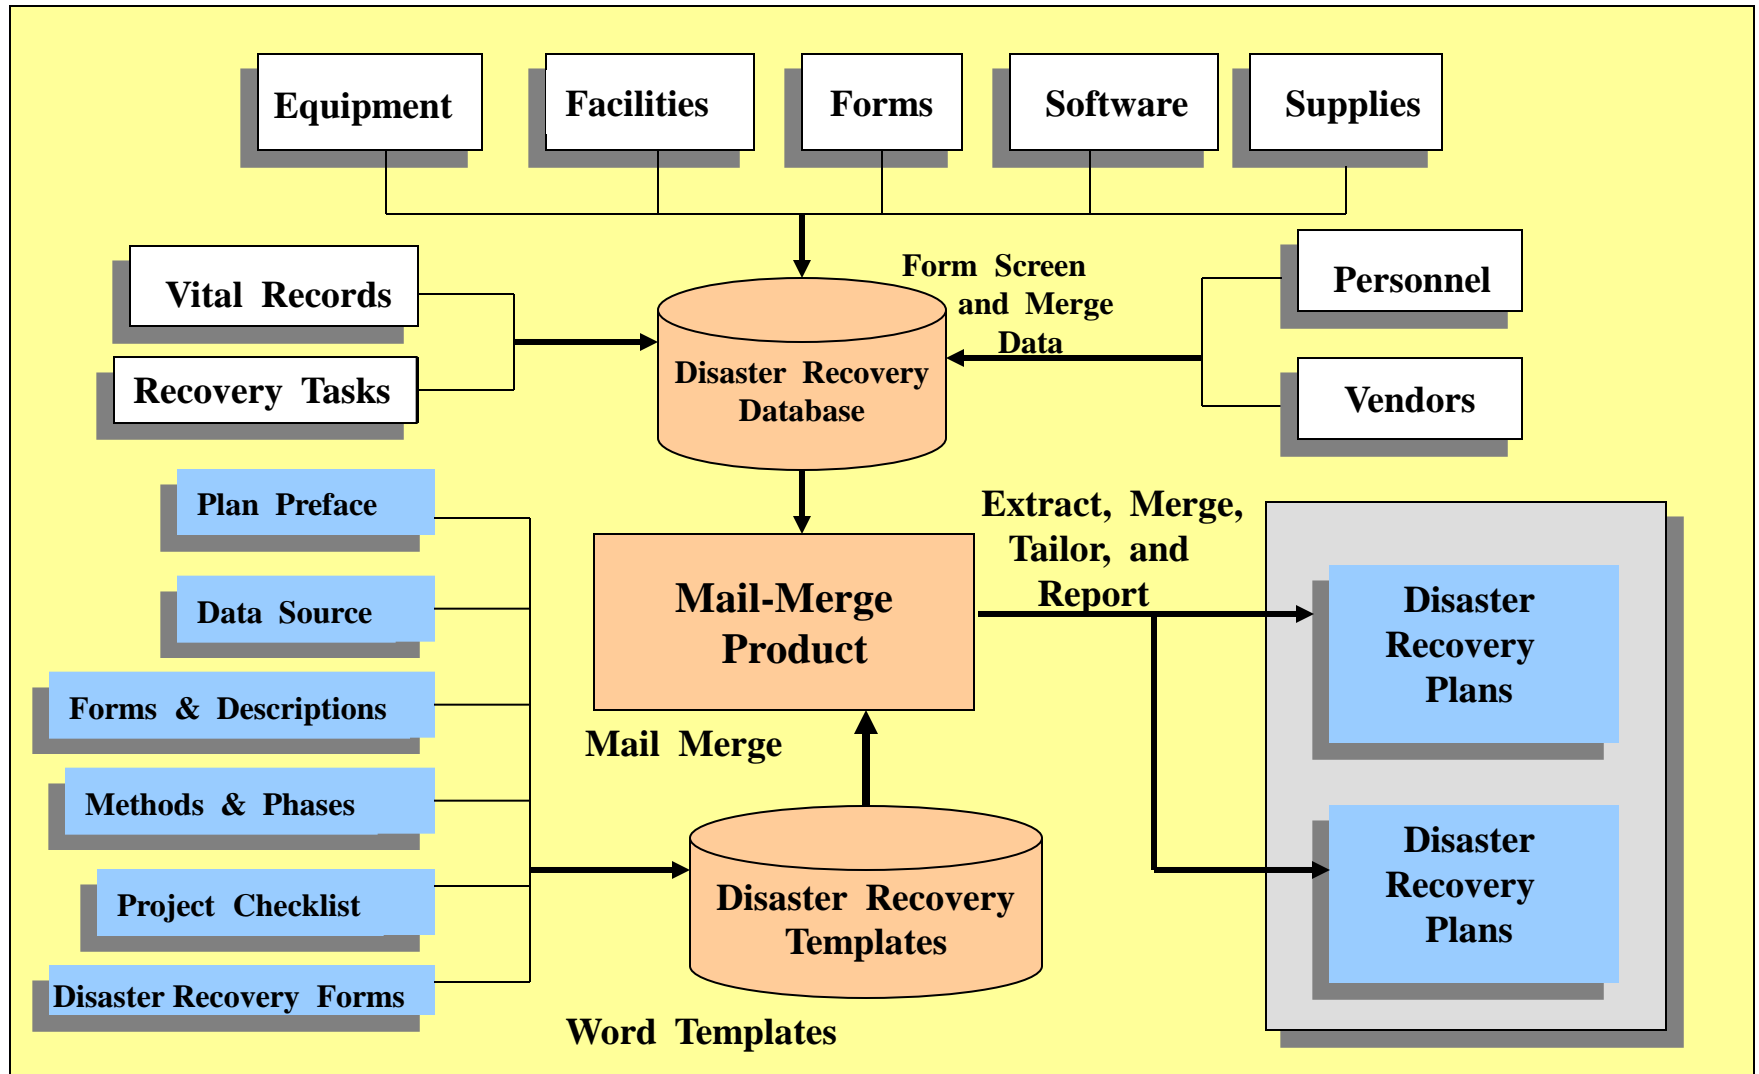 Equipment
Facilities
Forms
Software
Supplies
Vital Records
Recovery Tasks
Form Screen
and Merge
Data
Personnel
Vendors
Disaster Recovery
Database
Plan Preface
Data Source
Forms & Descriptions
Methods & Phases
Project Checklist
Disaster Recovery Forms
Mail-Merge
Product
Extract, Merge,
Tailor, and
Report
Mail Merge
Disaster Recovery
Templates
Word Templates
Disaster
Recovery
Plans
Disaster
Recovery
Plans